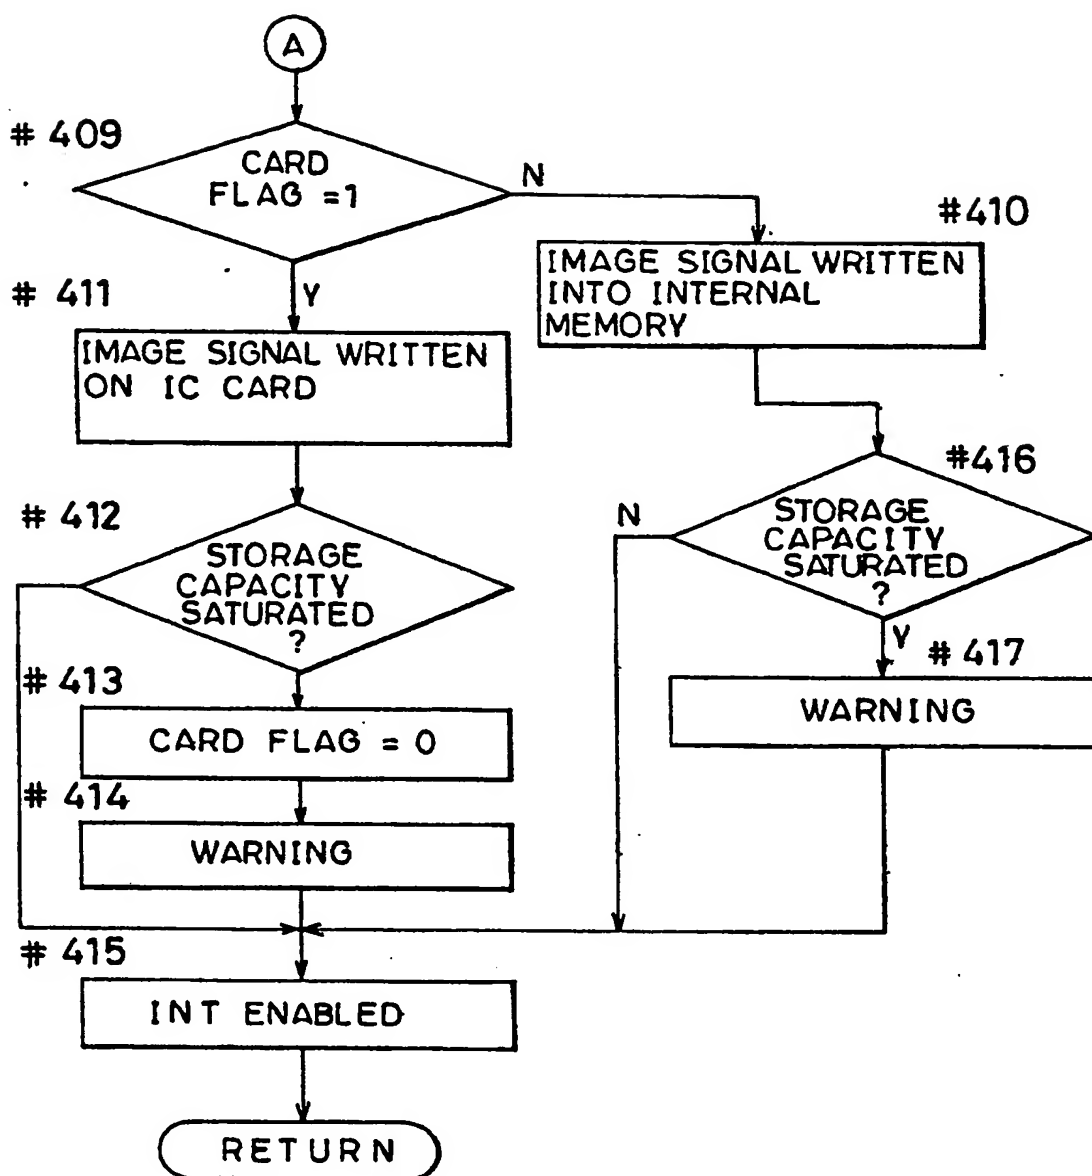 A
# 409
CARD
FLAG =1
N
#410
IMAGE SIGNAL WRITTEN
INTO INTERNAL
MEMORY
# 411
Y
IMAGE SIGNAL WRITTEN
ON IC CARD
#416
N
STORAGE
CAPACITY
SATURATED
?
Y
# 412
STORAGE
CAPACITY
SATURATED
?
# 417
WARNING
# 413
CARD FLAG = 0
# 414
WARNING
# 415
INT ENABLED
RETURN